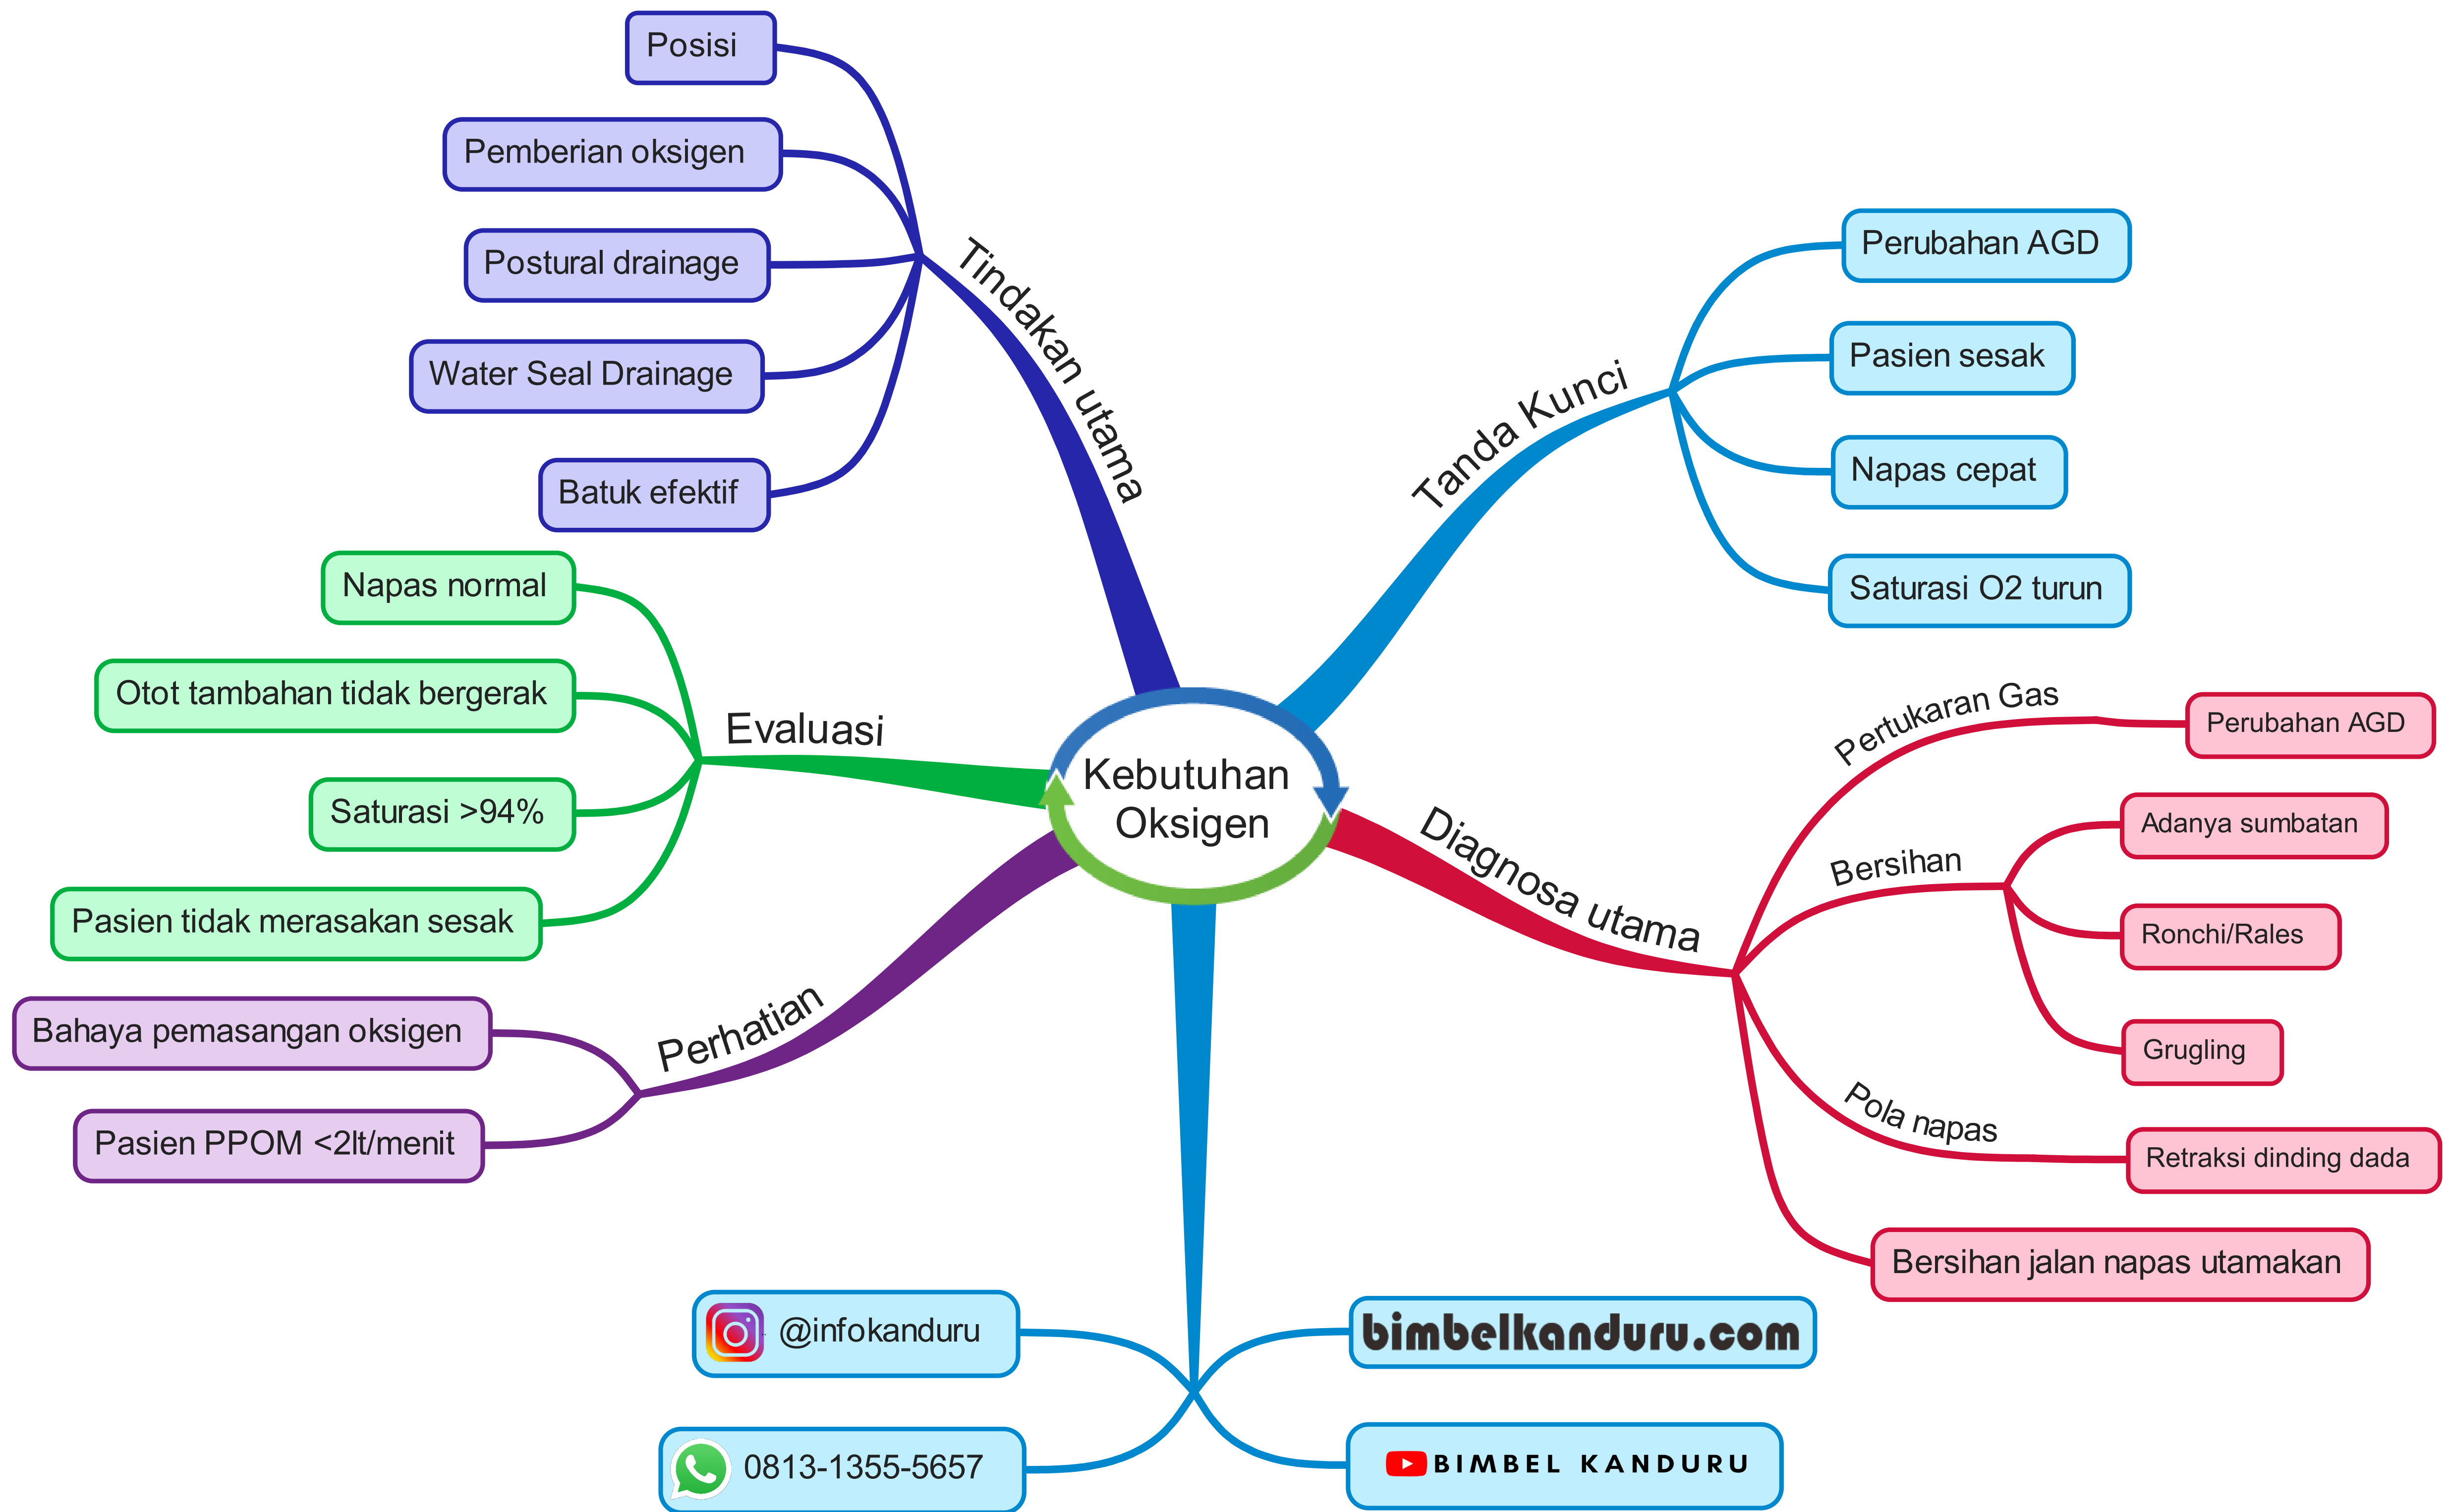 Kebutuhan
Oksigen
Tindakan utama
Posisi
Pemberian oksigen
Postural drainage
Water Seal Drainage
Batuk efektif
Tanda Kunci
Perubahan AGD
Pasien sesak
Napas cepat
Saturasi O2 turun
Evaluasi
Napas normal
Otot tambahan tidak bergerak
Saturasi >94%
Pasien tidak merasakan sesak
Diagnosa utama
Pertukaran Gas
Perubahan AGD
Bersihan
Adanya sumbatan
Ronchi/Rales
Grugling
Pola napas
Retraksi dinding dada
Bersihan jalan napas utamakan
Perhatian
Bahaya pemasangan oksigen
Pasien PPOM <2lt/menit
@infokanduru
0813-1355-5657
bimbelkanduru.com
BIMBEL KANDURU